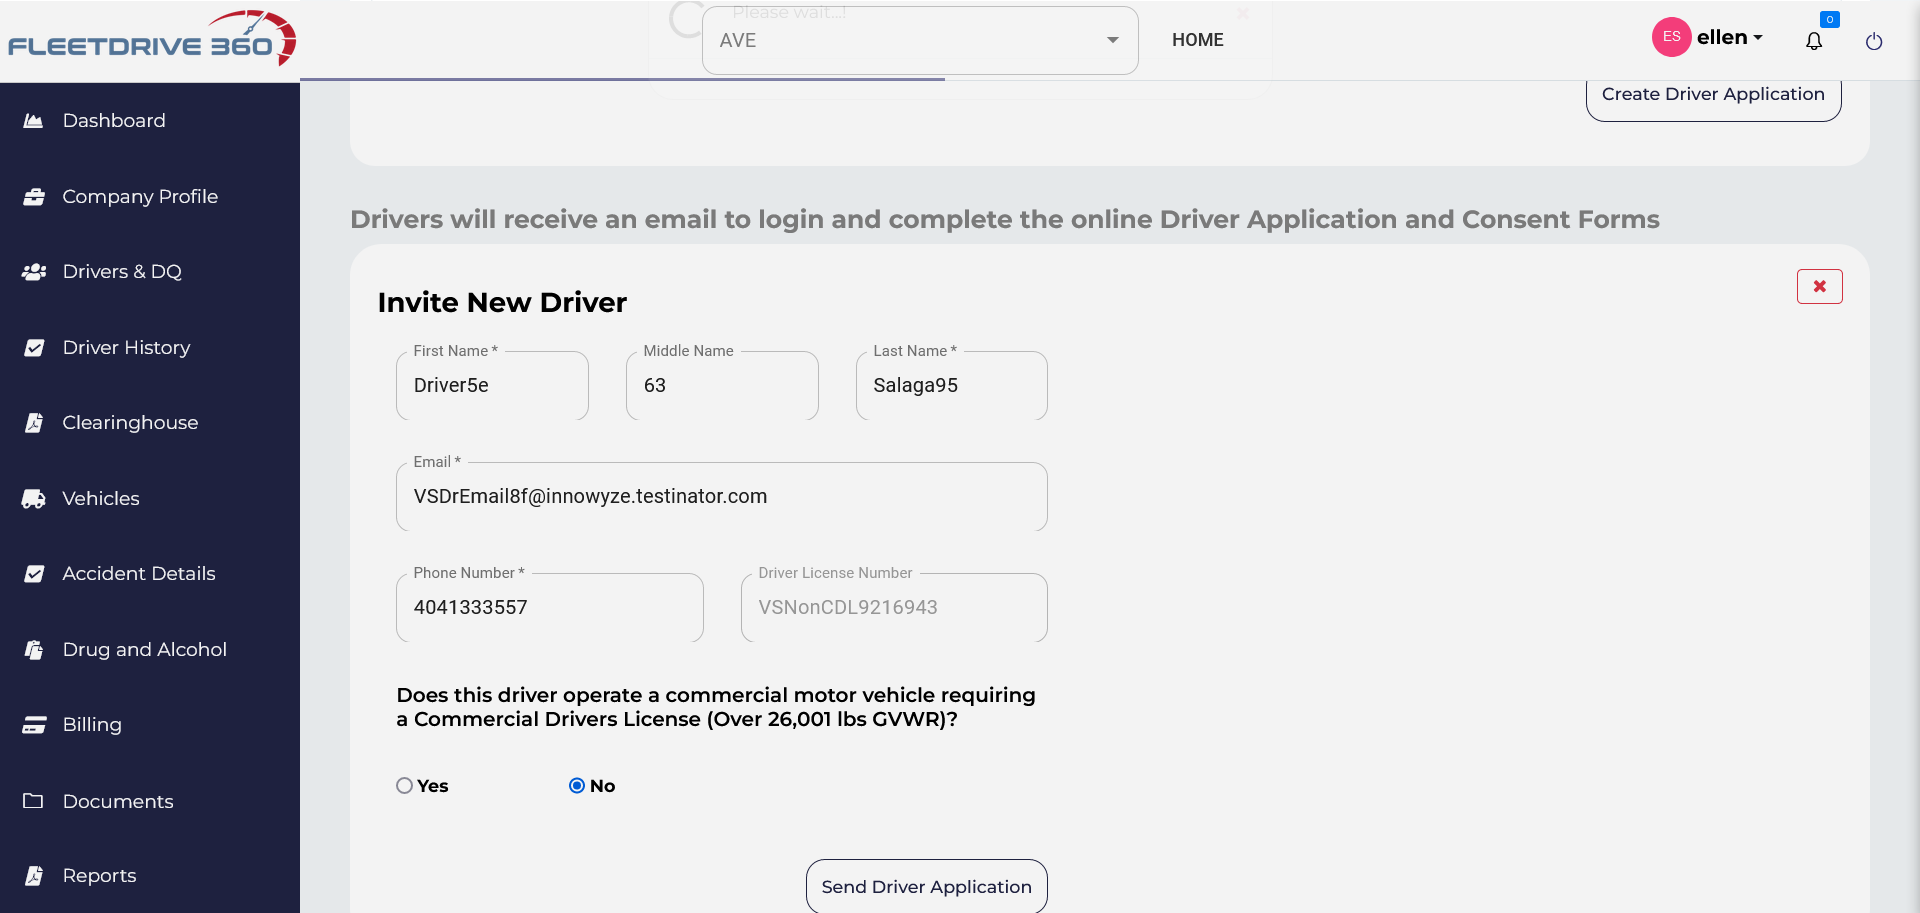 FLEETDRIVE 360
Please wait...!
AVE
HOME
ES
ellen
0
Dashboard
Company Profile
Drivers & DQ
Driver History
Clearinghouse
Vehicles
Accident Details
Drug and Alcohol
Billing
Documents
Reports
Create Driver Application
Drivers will receive an email to login and complete the online Driver Application and Consent Forms
Invite New Driver
First Name *
Driver5e
Middle Name
63
Last Name *
Salaga95
Email *
VSDrEmail8f@innowyze.testinator.com
Phone Number *
4041333557
Driver License Number
VSNonCDL9216943
Does this driver operate a commercial motor vehicle requiring
a Commercial Drivers License (Over 26,001 lbs GVWR)?
Yes
No
Send Driver Application